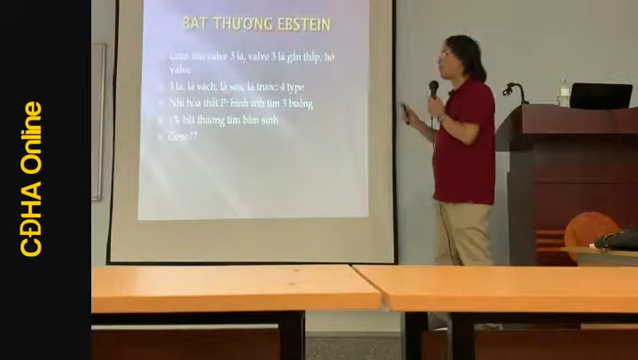 BẤT THƯỜNG EBSTEIN
valve 3 lá, valve 3 lá gắn thấp, hở
valve
3 lá: lá vách, lá sau, lá trước: 4 type
Nhĩ hóa thất P: hình ảnh tim 3 buồng
1% bất thường tim bẩm sinh
Gene??
CĐHA Online